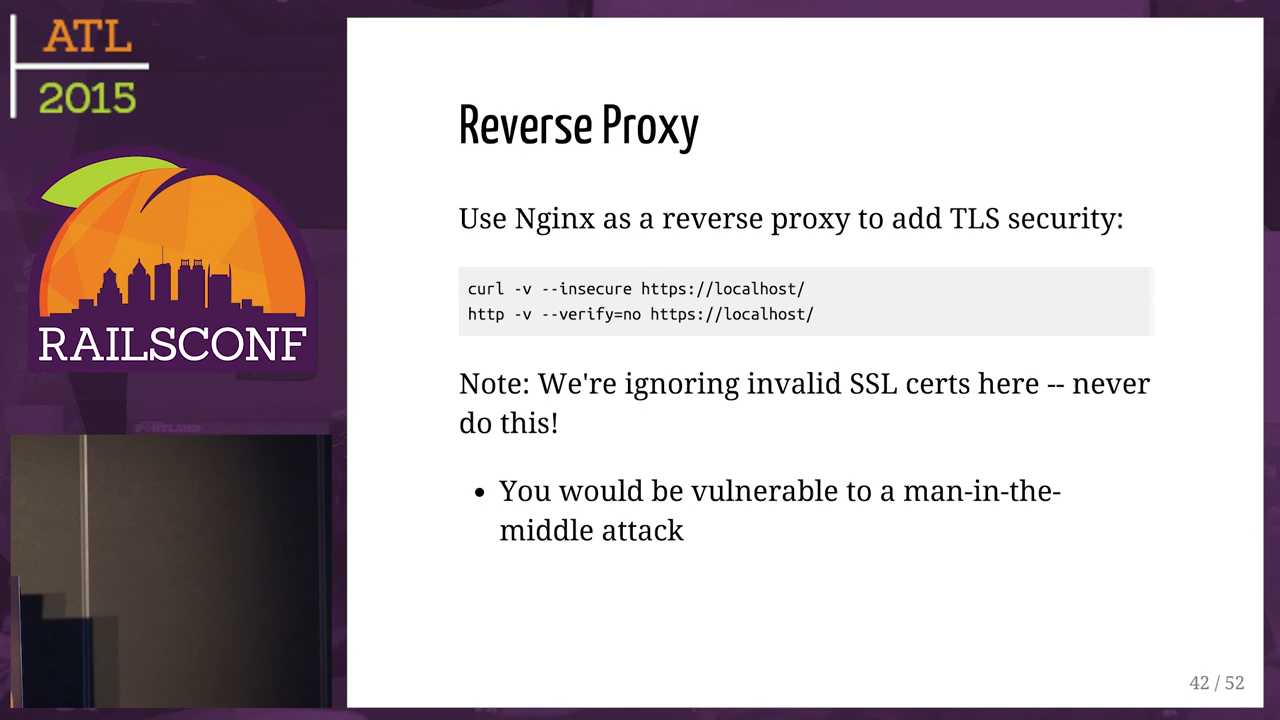 ATL
2015
RAILSCONF
Reverse Proxy
Use Nginx as a reverse proxy to add TLS security:
curl -v --insecure https://localhost/
http -v --verify=no https://localhost/
Note: We're ignoring invalid SSL certs here -- never
do this!
• You would be vulnerable to a man-in-the-
middle attack
42 / 52
PORTLAND